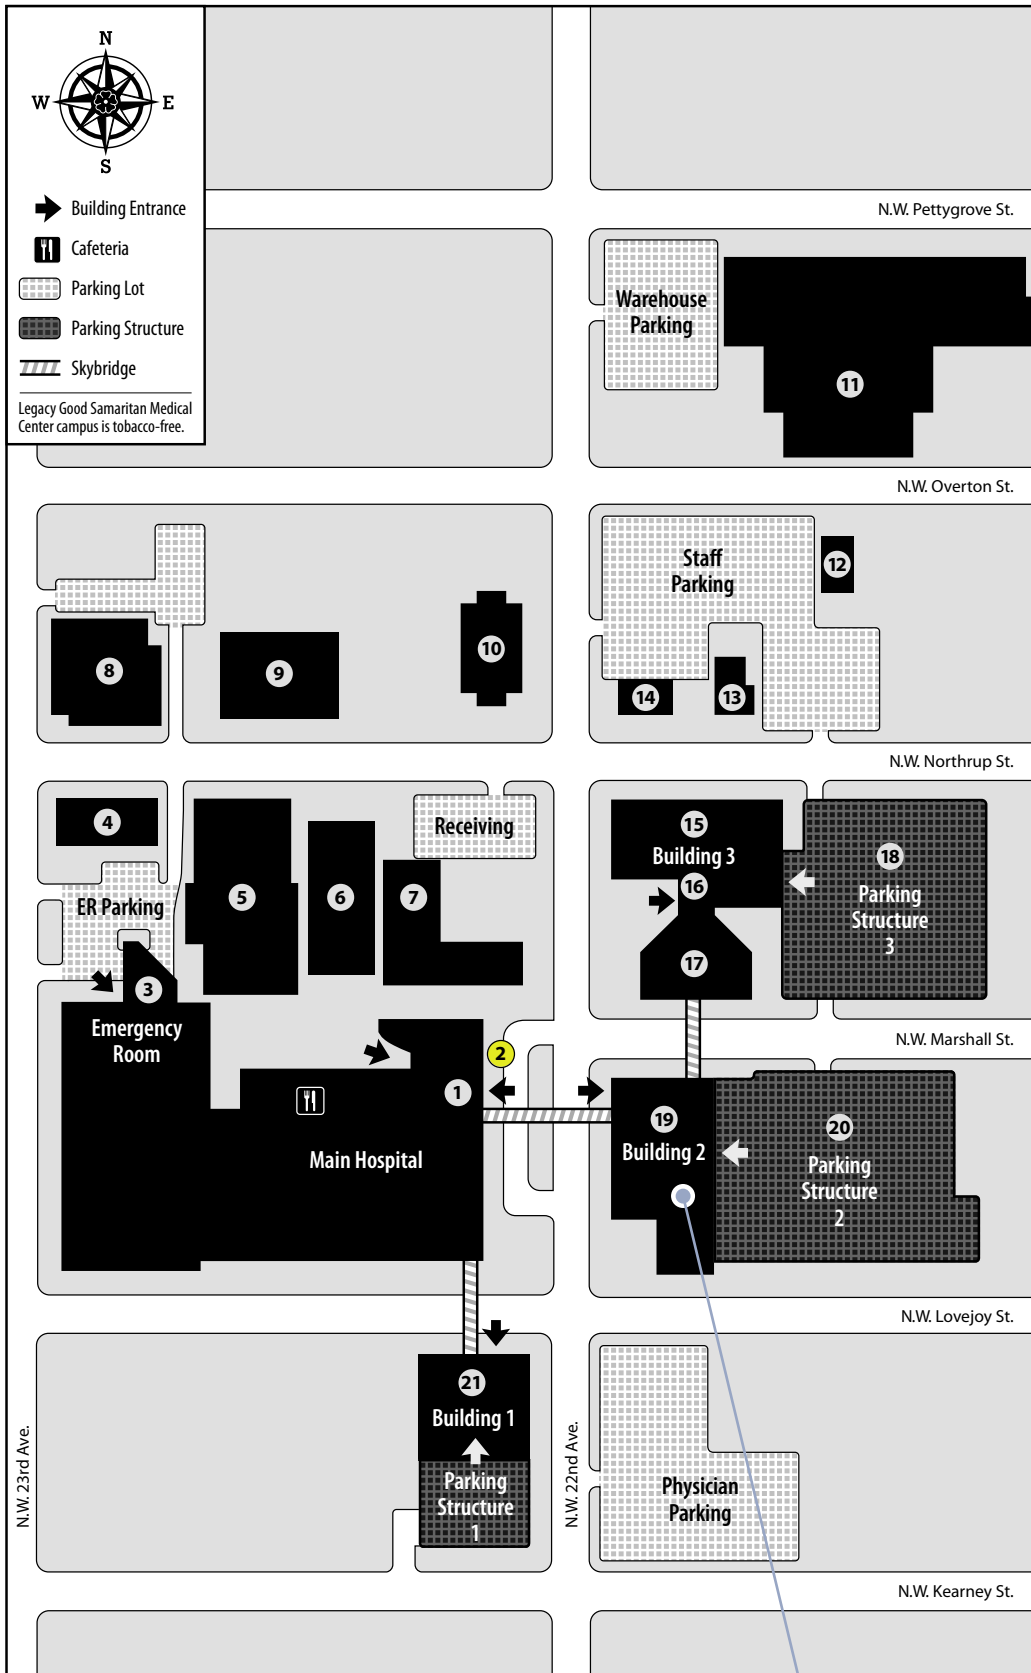 N
W
E
S
Building Entrance
Cafeteria
Parking Lot
Parking Structure
Skybridge
Legacy Good Samaritan Medical
Center campus is tobacco-free.
N.W. Pettygrove St.
Warehouse
Parking
11
N.W. Overton St.
Staff
Parking
12
8
9
10
14
13
N.W. Northrup St.
4
Receiving
5
6
7
ER Parking
3
Emergency
Room
15
Building 3
16
17
18
Parking
Structure
3
N.W. Marshall St.
2
1
Main Hospital
19
Building 2
20
Parking
Structure
2
N.W. Lovejoy St.
21
Building 1
Parking
Structure
1
N.W. 23rd Ave.
N.W. 22nd Ave.
Physician
Parking
N.W. Kearney St.